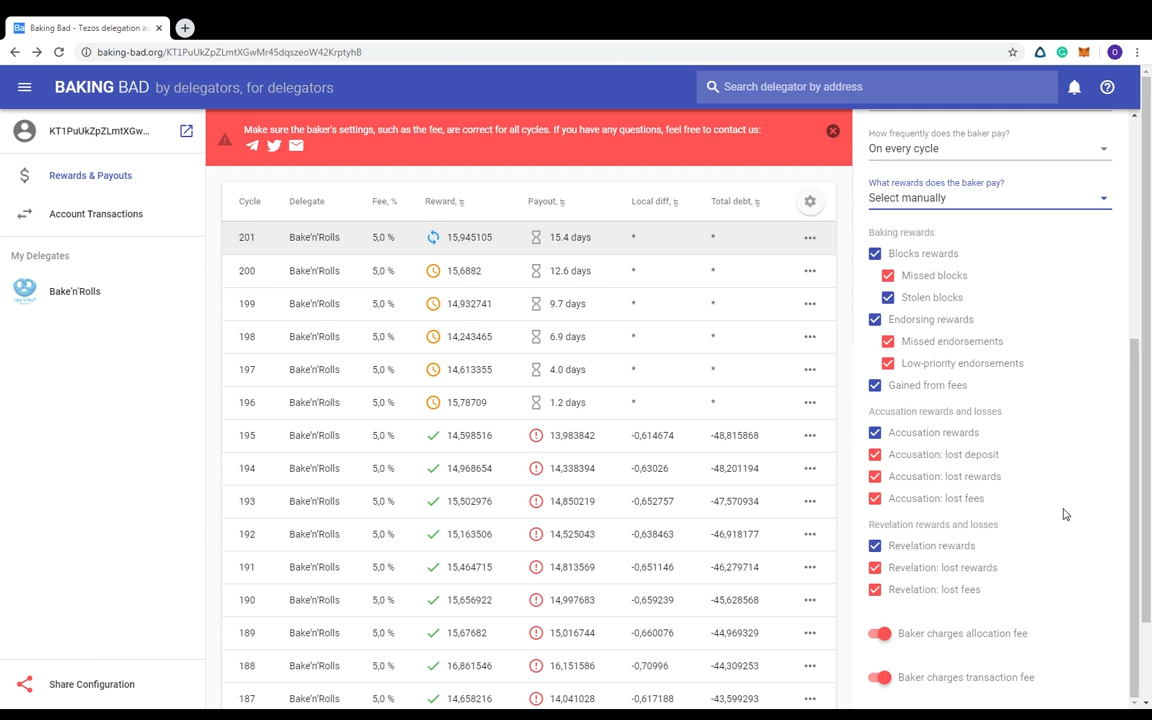 Ba Baking Bad - Tezos delegation au
baking-bad.org/KT1PuUkZpZLmtXGwMr45dqszeoW42KrptyhB
O
BAKING BAD by delegators, for delegators
Search delegator by address
KT1PuUkZpZLmtXGw...
Rewards & Payouts
Account Transactions
My Delegates
Bake'n'Rolls
Share Configuration
Make sure the baker's settings, such as the fee, are correct for all cycles. If you have any questions, feel free to contact us:
Cycle Delegate Fee, % Reward, ꜩ Payout, ꜩ Local diff, ꜩ Total debt, ꜩ
201 Bake'n'Rolls 5,0 % 15,945105 15.4 days * *
200 Bake'n'Rolls 5,0 % 15,6882 12.6 days * *
199 Bake'n'Rolls 5,0 % 14,932741 9.7 days * *
198 Bake'n'Rolls 5,0 % 14,243465 6.9 days * *
197 Bake'n'Rolls 5,0 % 14,613355 4.0 days * *
196 Bake'n'Rolls 5,0 % 15,78709 1.2 days * *
195 Bake'n'Rolls 5,0 % 14,598516 13,983842 -0,614674 -48,815868
194 Bake'n'Rolls 5,0 % 14,968654 14,338394 -0,63026 -48,201194
193 Bake'n'Rolls 5,0 % 15,502976 14,850219 -0,652757 -47,570934
192 Bake'n'Rolls 5,0 % 15,163506 14,525043 -0,638463 -46,918177
191 Bake'n'Rolls 5,0 % 15,464715 14,813569 -0,651146 -46,279714
190 Bake'n'Rolls 5,0 % 15,656922 14,997683 -0,659239 -45,628568
189 Bake'n'Rolls 5,0 % 15,67682 15,016744 -0,660076 -44,969329
188 Bake'n'Rolls 5,0 % 16,861546 16,151586 -0,70996 -44,309253
187 Bake'n'Rolls 5,0 % 14,658216 14,041028 -0,617188 -43,599293
How frequently does the baker pay?
On every cycle
What rewards does the baker pay?
Select manually
Baking rewards
Blocks rewards
Missed blocks
Stolen blocks
Endorsing rewards
Missed endorsements
Low-priority endorsements
Gained from fees
Accusation rewards and losses
Accusation rewards
Accusation: lost deposit
Accusation: lost rewards
Accusation: lost fees
Revelation rewards and losses
Revelation rewards
Revelation: lost rewards
Revelation: lost fees
Baker charges allocation fee
Baker charges transaction fee